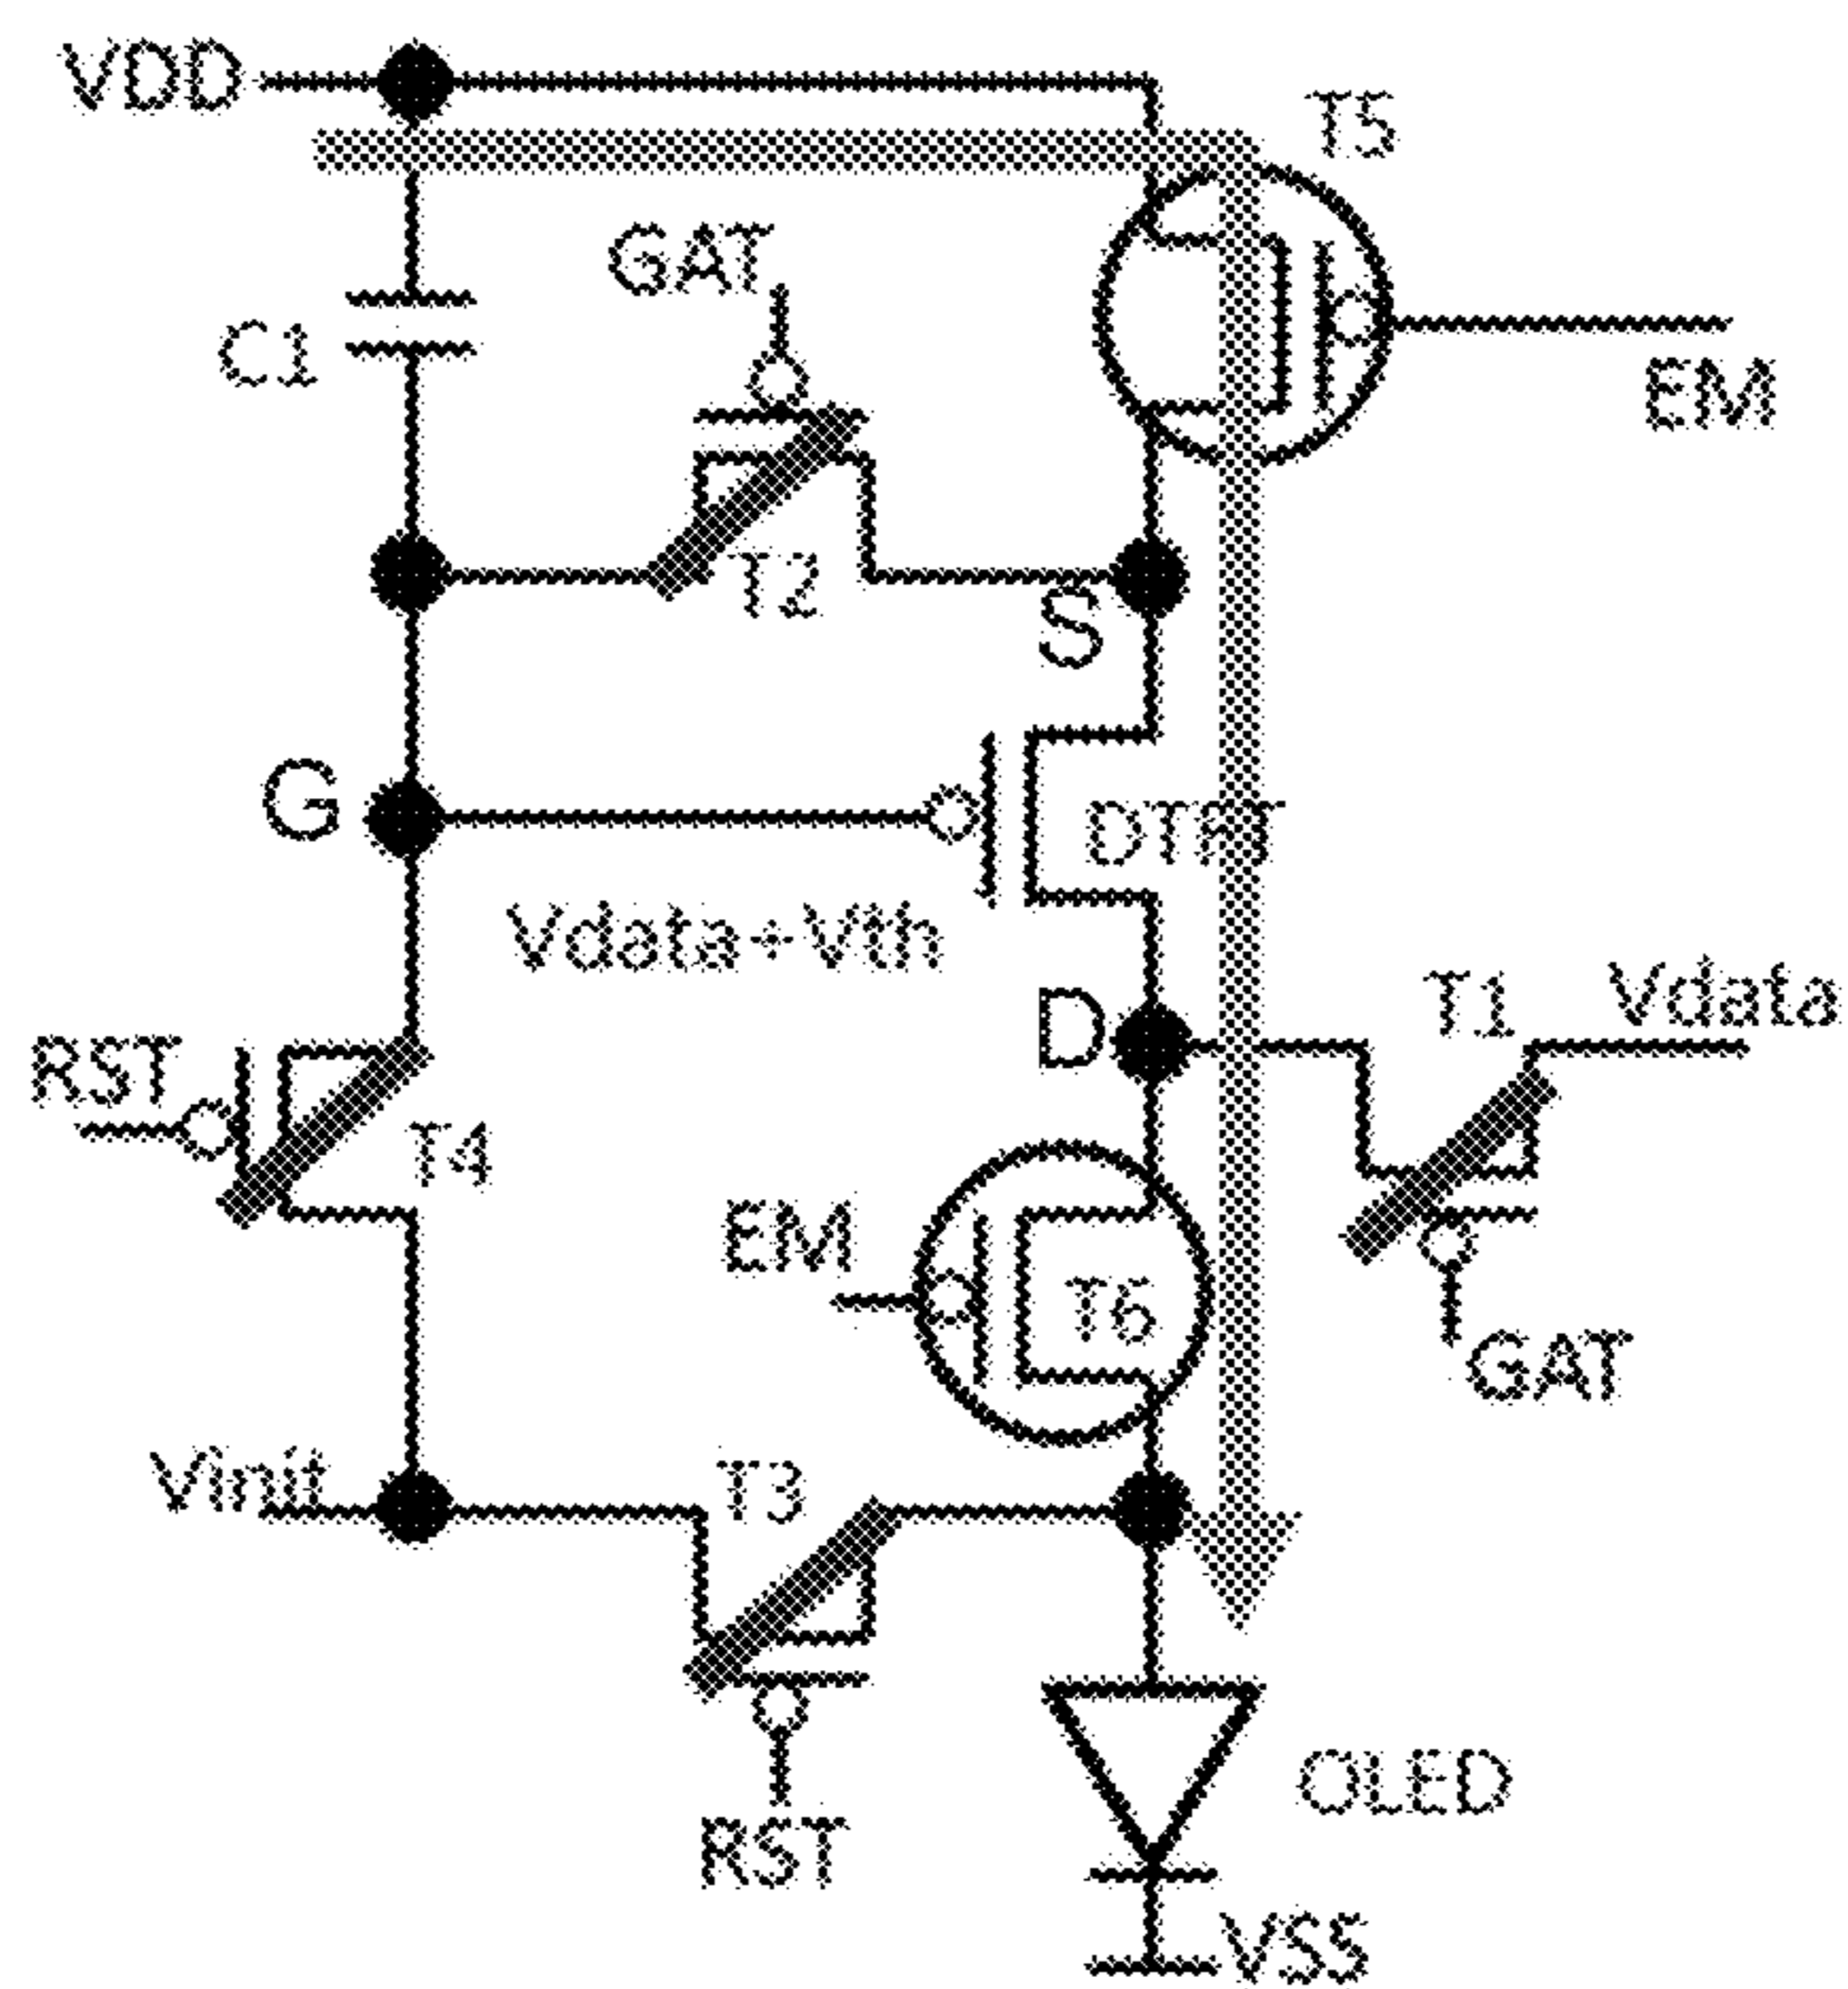 VDD
T5
GAT
C1
EM
T2
S
G
DTFT
Vdata+Vth
T1
Vdata
D
RST
T4
EM
T6
GAT
Vinit
T3
OLED
RST
VSS